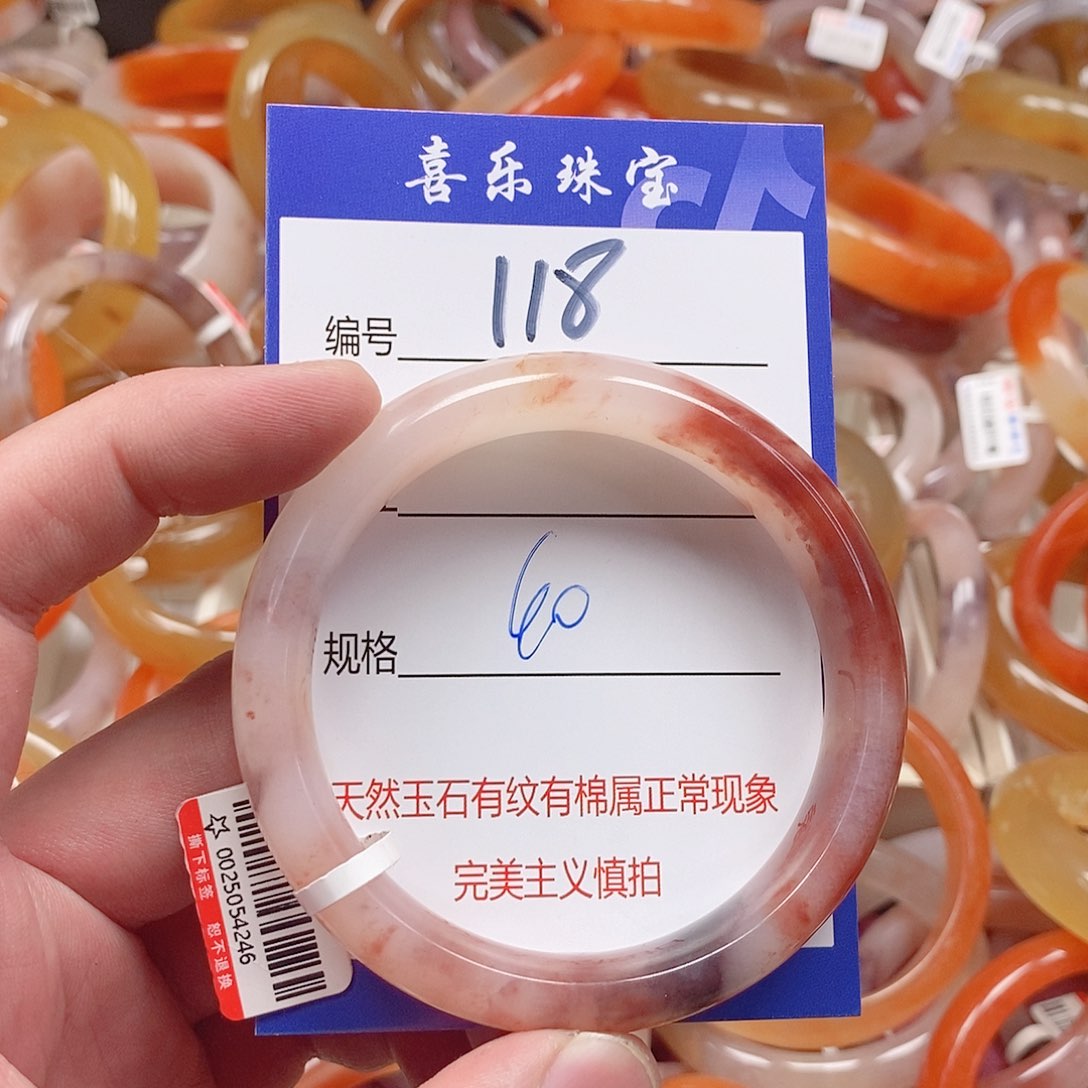 喜乐珠宝
编号 118
规格 60
天然玉石有纹有棉属正常现象
完美主义慎拍
☆ 0025054246
撕下标签 恕不退换